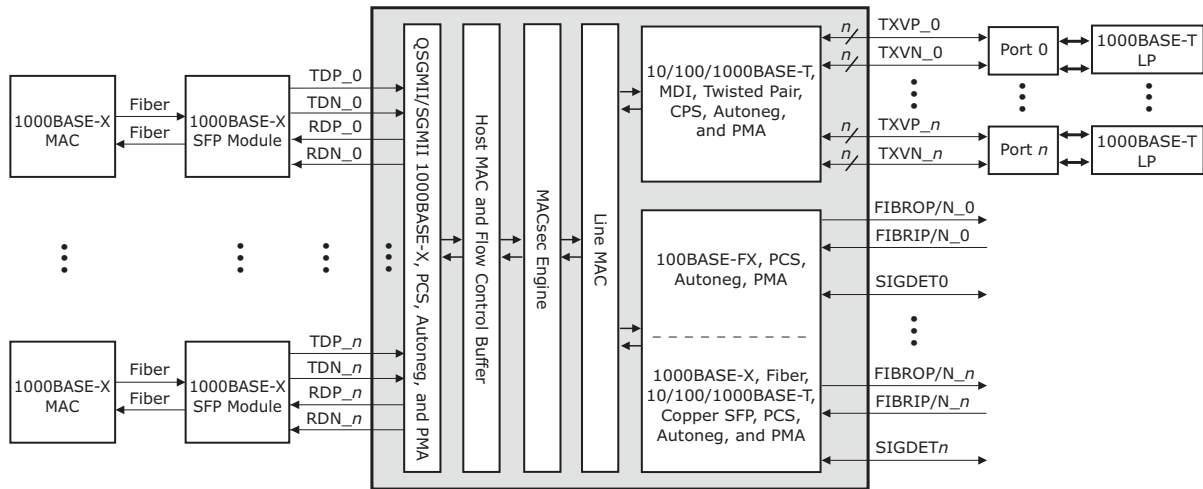 1000BASE-X
MAC
Fiber
Fiber
1000BASE-X
SFP Module
TDP_0
TDN_0
RDP_0
RDN_0
1000BASE-X
MAC
Fiber
Fiber
1000BASE-X
SFP Module
TDP_n
TDN_n
RDP_n
RDN_n
QSGMII/SGMII 1000BASE-X, PCS, Autoneg, and PMA
Host MAC and Flow Control Buffer
MACsec Engine
Line MAC
10/100/1000BASE-T,
MDI, Twisted Pair,
CPS, Autoneg,
and PMA
100BASE-FX, PCS,
Autoneg, PMA
1000BASE-X, Fiber,
10/100/1000BASE-T,
Copper SFP, PCS,
Autoneg, and PMA
n
TXVP_0
n
TXVN_0
n
TXVP_n
n
TXVN_n
Port 0
1000BASE-T
LP
Port n
1000BASE-T
LP
FIBROP/N_0
FIBRIP/N_0
SIGDET0
FIBROP/N_n
FIBRIP/N_n
SIGDETn